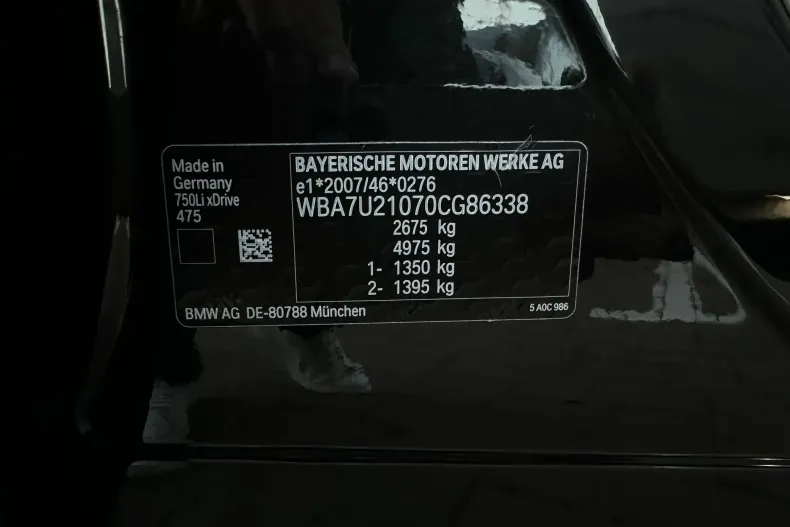 Made in
Germany
750Li xDrive
475
BAYERISCHE MOTOREN WERKE AG
e1*2007/46*0276
WBA7U21070CG86338
2675 kg
4975 kg
1- 1350 kg
2- 1395 kg
BMW AG DE-80788 München
5 A0C 986